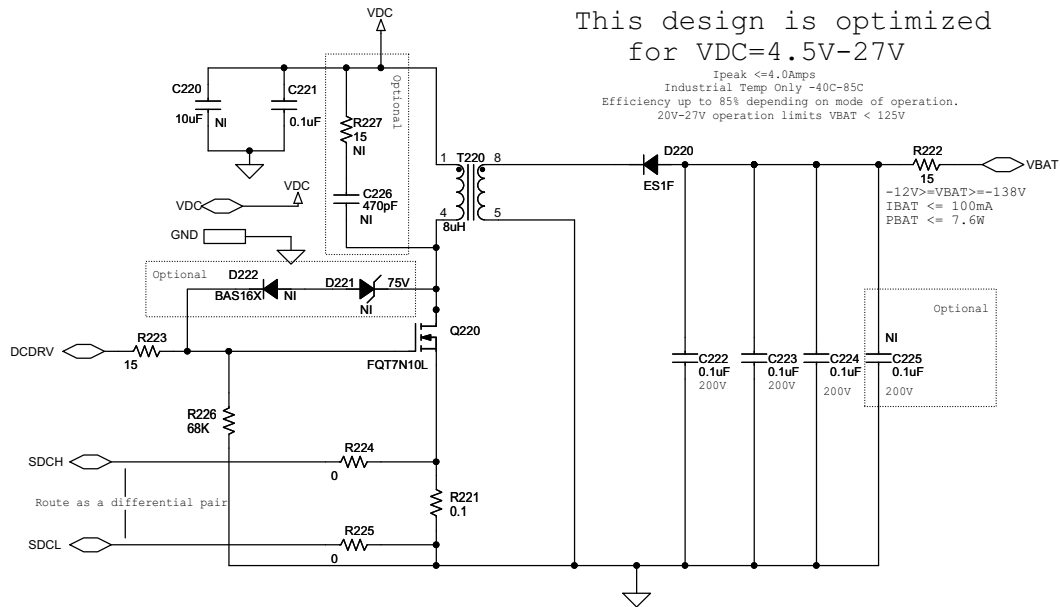 This design is optimized
for VDC=4.5V-27V
Ipeak <=4.0Amps
Industrial Temp Only -40C-85C
Efficiency up to 85% depending on mode of operation.
20V-27V operation limits VBAT < 125V
VDC
C220
10uF
NI
C221
0.1uF
Optional
R227
15
NI
C226
470pF
NI
1
T220
8
4
5
8uH
D220
ES1F
R222
15
VBAT
-12V>=VBAT>=-138V
IBAT <= 100mA
PBAT <= 7.6W
VDC
VDC
GND
Optional
D222
BAS16X
NI
D221
75V
NI
Q220
FQT7N10L
DCDRV
R223
15
R226
68K
SDCH
R224
0
Route as a differential pair
R221
0.1
SDCL
R225
0
C222
0.1uF
200V
C223
0.1uF
200V
C224
0.1uF
200V
Optional
NI
C225
0.1uF
200V